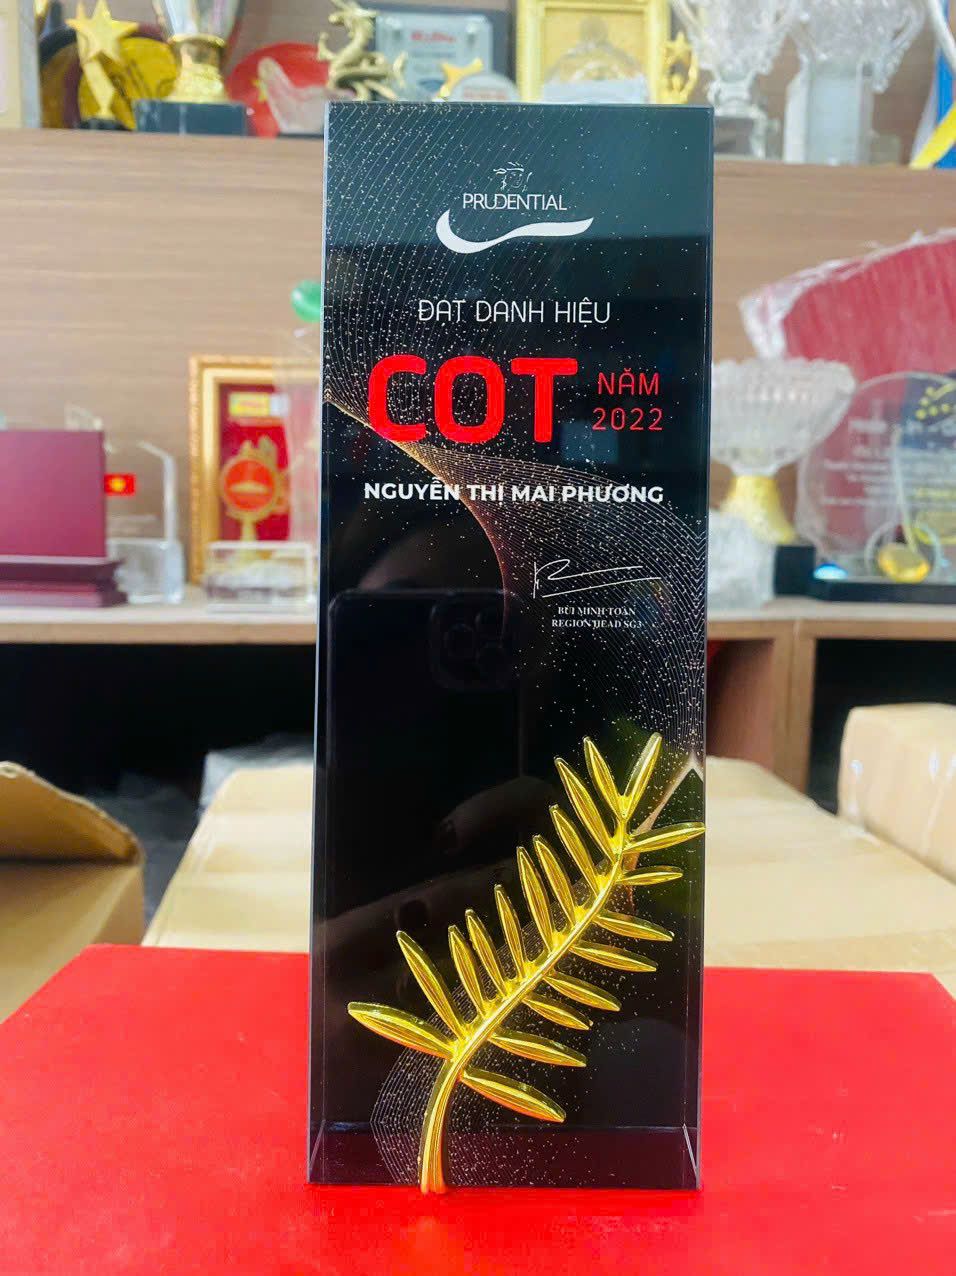 PRUDENTIAL
ĐẠT DANH HIỆU
COT NĂM
2022
NGUYỄN THỊ MAI PHƯƠNG
BÙI MINH TOÀN
REGION HEAD SG3